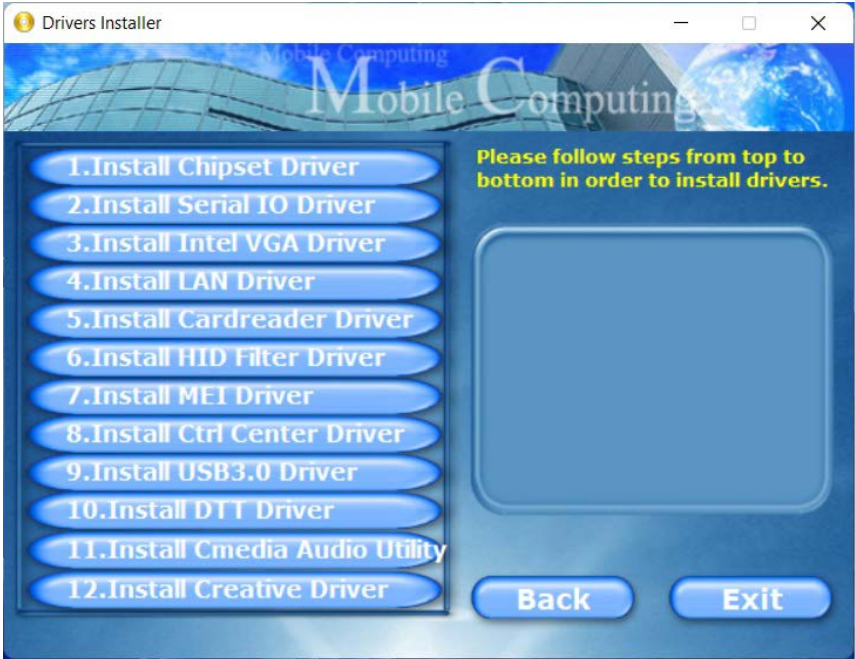 Drivers Installer
Mobile Computing
Mobile Computing
1.Install Chipset Driver
2.Install Serial IO Driver
3.Install Intel VGA Driver
4.Install LAN Driver
5.Install Cardreader Driver
6.Install HID Filter Driver
7.Install MEI Driver
8.Install Ctrl Center Driver
9.Install USB3.0 Driver
10.Install DTT Driver
11.Install Cmedia Audio Utility
12.Install Creative Driver
Please follow steps from top to
bottom in order to install drivers.
Back
Exit